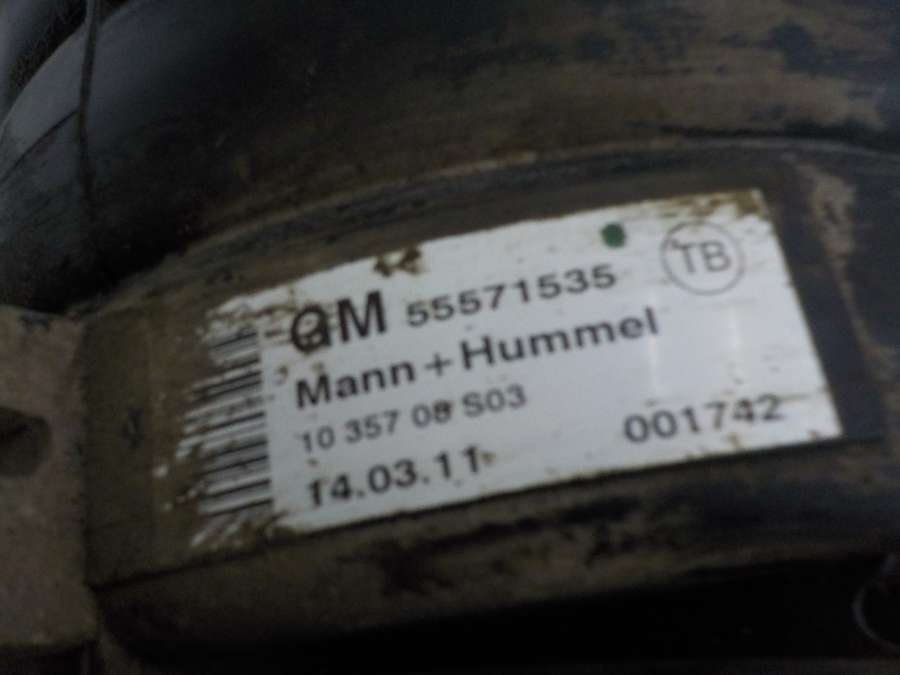 GM 55571535 TB
Mann+Hummel
10 357 08 S03
14.03.11 001742